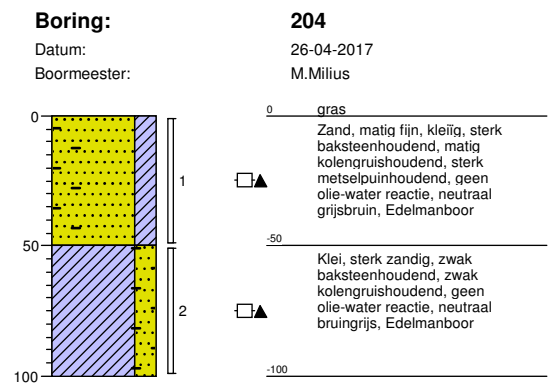 Boring: 204
Datum: 26-04-2017
Boormeester: M.Milius
0
0 gras
Zand, matig fijn, kleiïg, sterk
baksteenhoudend, matig
kolengruishoudend, sterk
metselpuinhoudend, geen
olie-water reactie, neutraal
grijsbruin, Edelmanboor
1
50
-50
Klei, sterk zandig, zwak
baksteenhoudend, zwak
kolengruishoudend, geen
olie-water reactie, neutraal
bruingrijs, Edelmanboor
2
100
-100